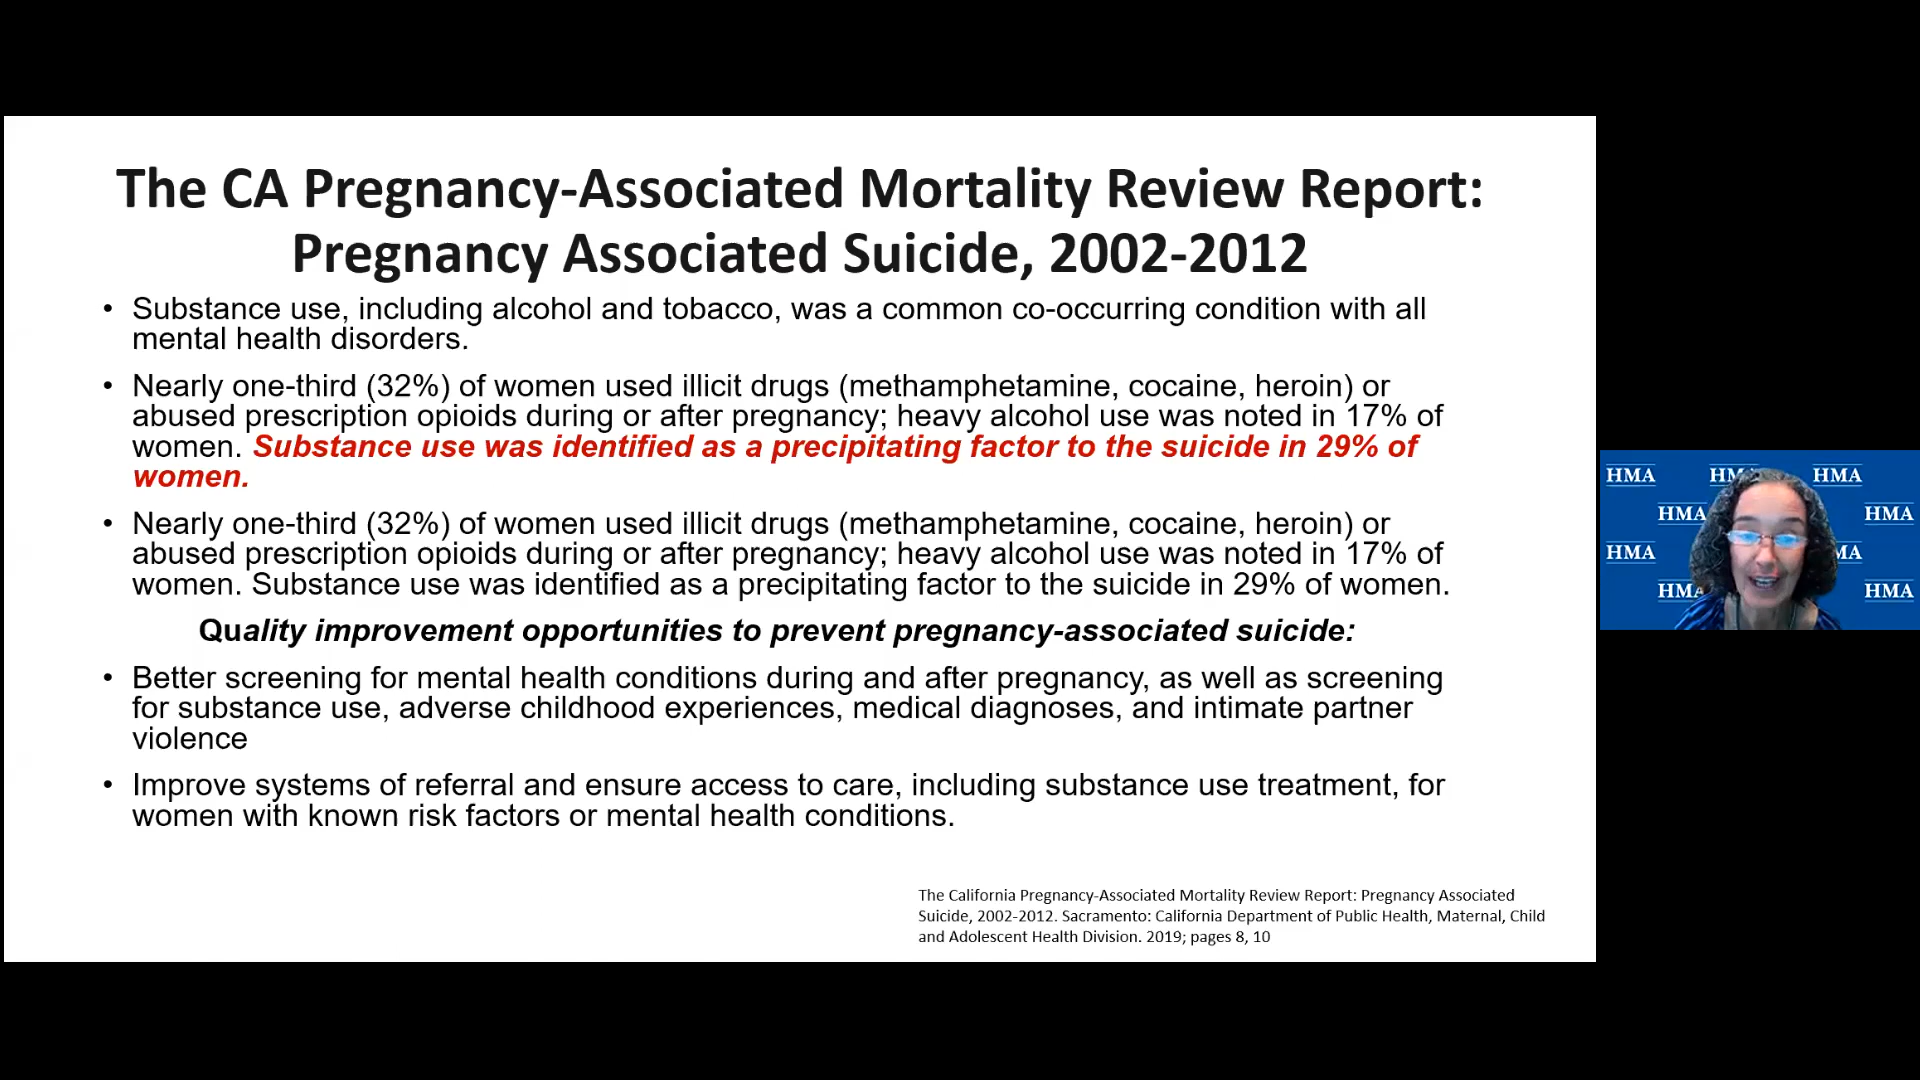 The CA Pregnancy-Associated Mortality Review Report:
Pregnancy Associated Suicide, 2002-2012
• Substance use, including alcohol and tobacco, was a common co-occurring condition with all
mental health disorders.
• Nearly one-third (32%) of women used illicit drugs (methamphetamine, cocaine, heroin) or
abused prescription opioids during or after pregnancy; heavy alcohol use was noted in 17% of
women. Substance use was identified as a precipitating factor to the suicide in 29% of
women.
• Nearly one-third (32%) of women used illicit drugs (methamphetamine, cocaine, heroin) or
abused prescription opioids during or after pregnancy; heavy alcohol use was noted in 17% of
women. Substance use was identified as a precipitating factor to the suicide in 29% of women.
Quality improvement opportunities to prevent pregnancy-associated suicide:
• Better screening for mental health conditions during and after pregnancy, as well as screening
for substance use, adverse childhood experiences, medical diagnoses, and intimate partner
violence
• Improve systems of referral and ensure access to care, including substance use treatment, for
women with known risk factors or mental health conditions.
The California Pregnancy-Associated Mortality Review Report: Pregnancy Associated
Suicide, 2002-2012. Sacramento: California Department of Public Health, Maternal, Child
and Adolescent Health Division. 2019; pages 8, 10
HMA HMA HMA
HMA HMA
HMA MA
HMA HMA